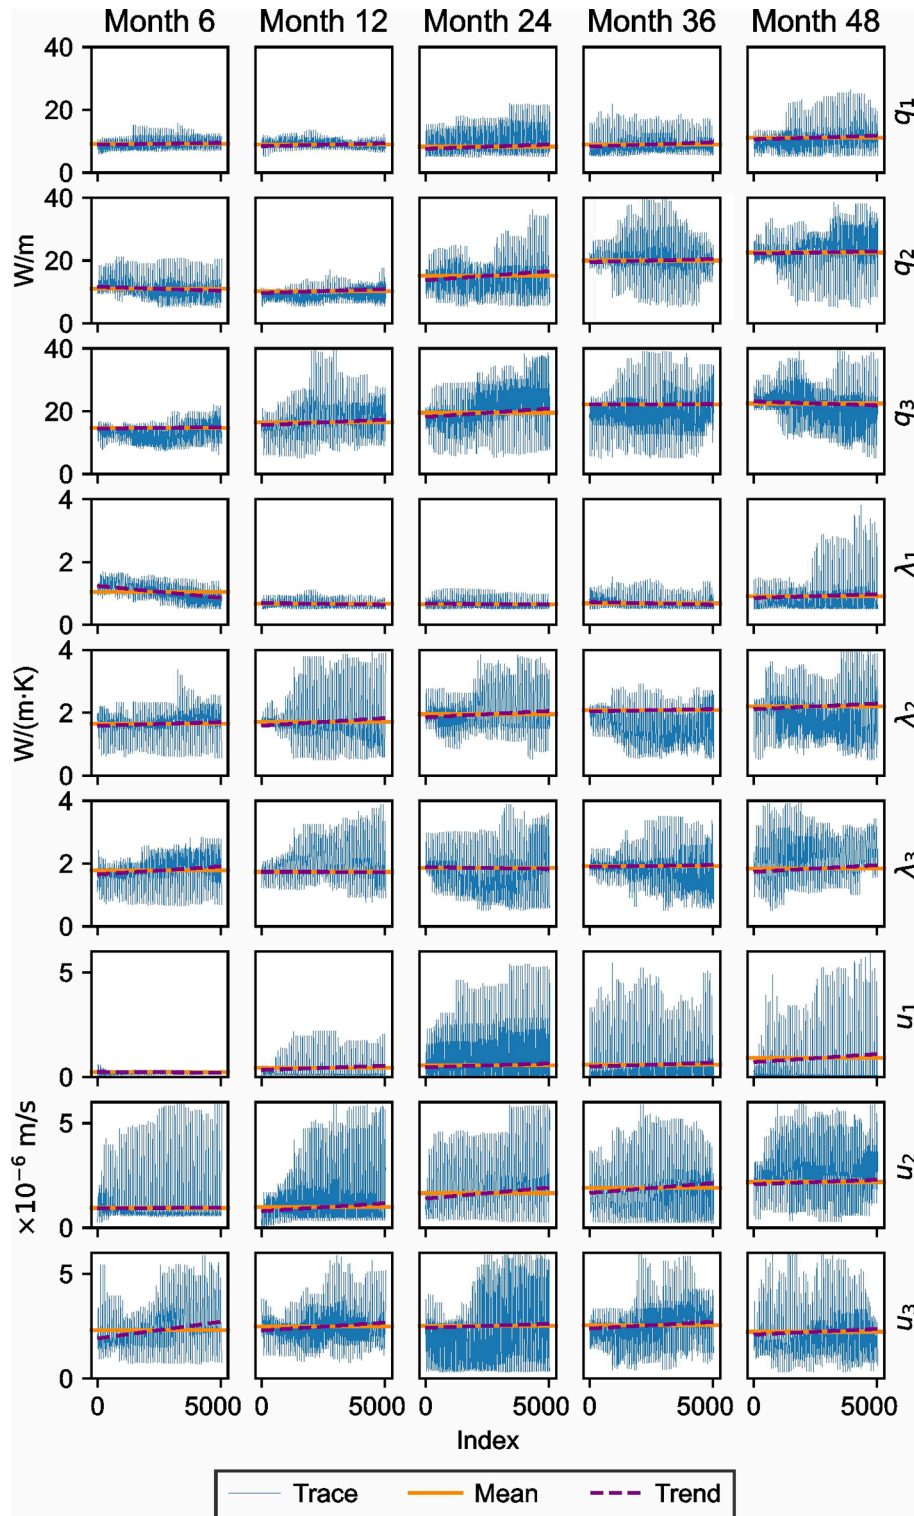 Month 6 Month 12 Month 24 Month 36 Month 48
40
20
0
q1
40
20
0
W/m
q2
40
20
0
q3
4
2
0
λ1
4
2
0
W/(m·K)
λ2
4
2
0
λ3
5
0
u1
5
0
×10−6 m/s
u2
5
0
u3
0 5000 0 5000 0 5000 0 5000 0 5000
Index
Trace Mean Trend